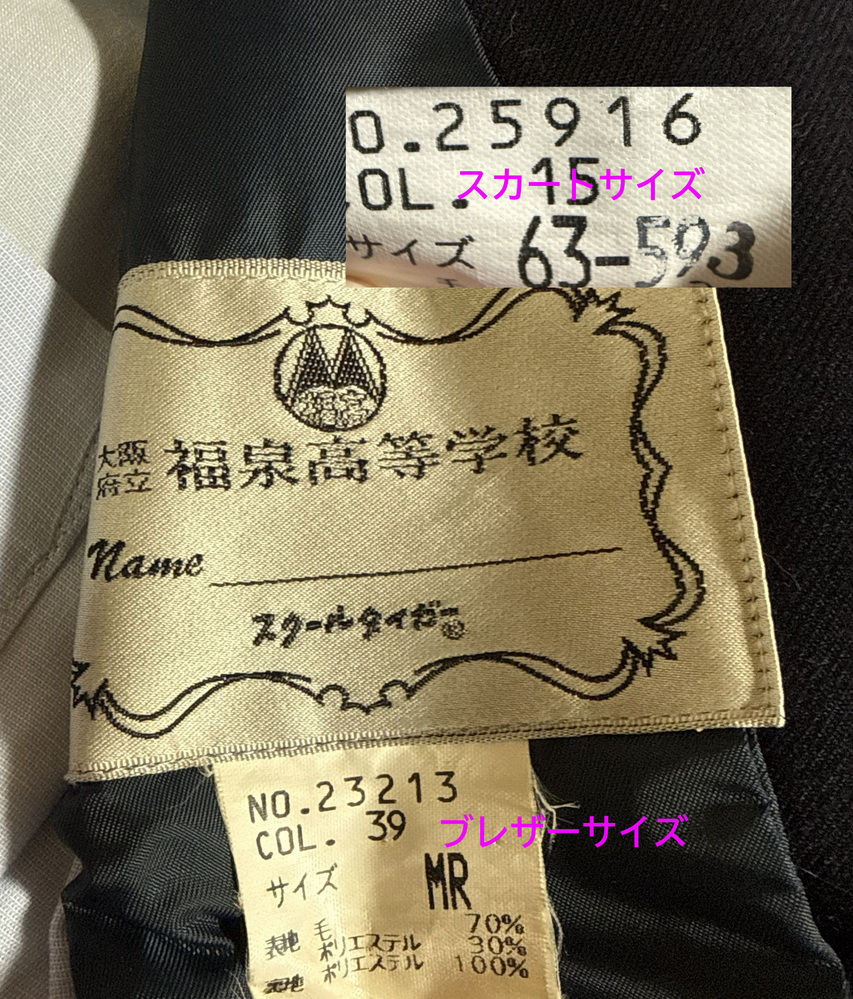 O.25916
OL. 15
スカートサイズ
サイズ 63-593
大阪府立 福泉高等学校
Name
スクールタイガー®
NO.23213
COL. 39
ブレザーサイズ
サイズ MR
表地 毛 70%
ポリエステル 30%
裏地 ポリエステル 100%